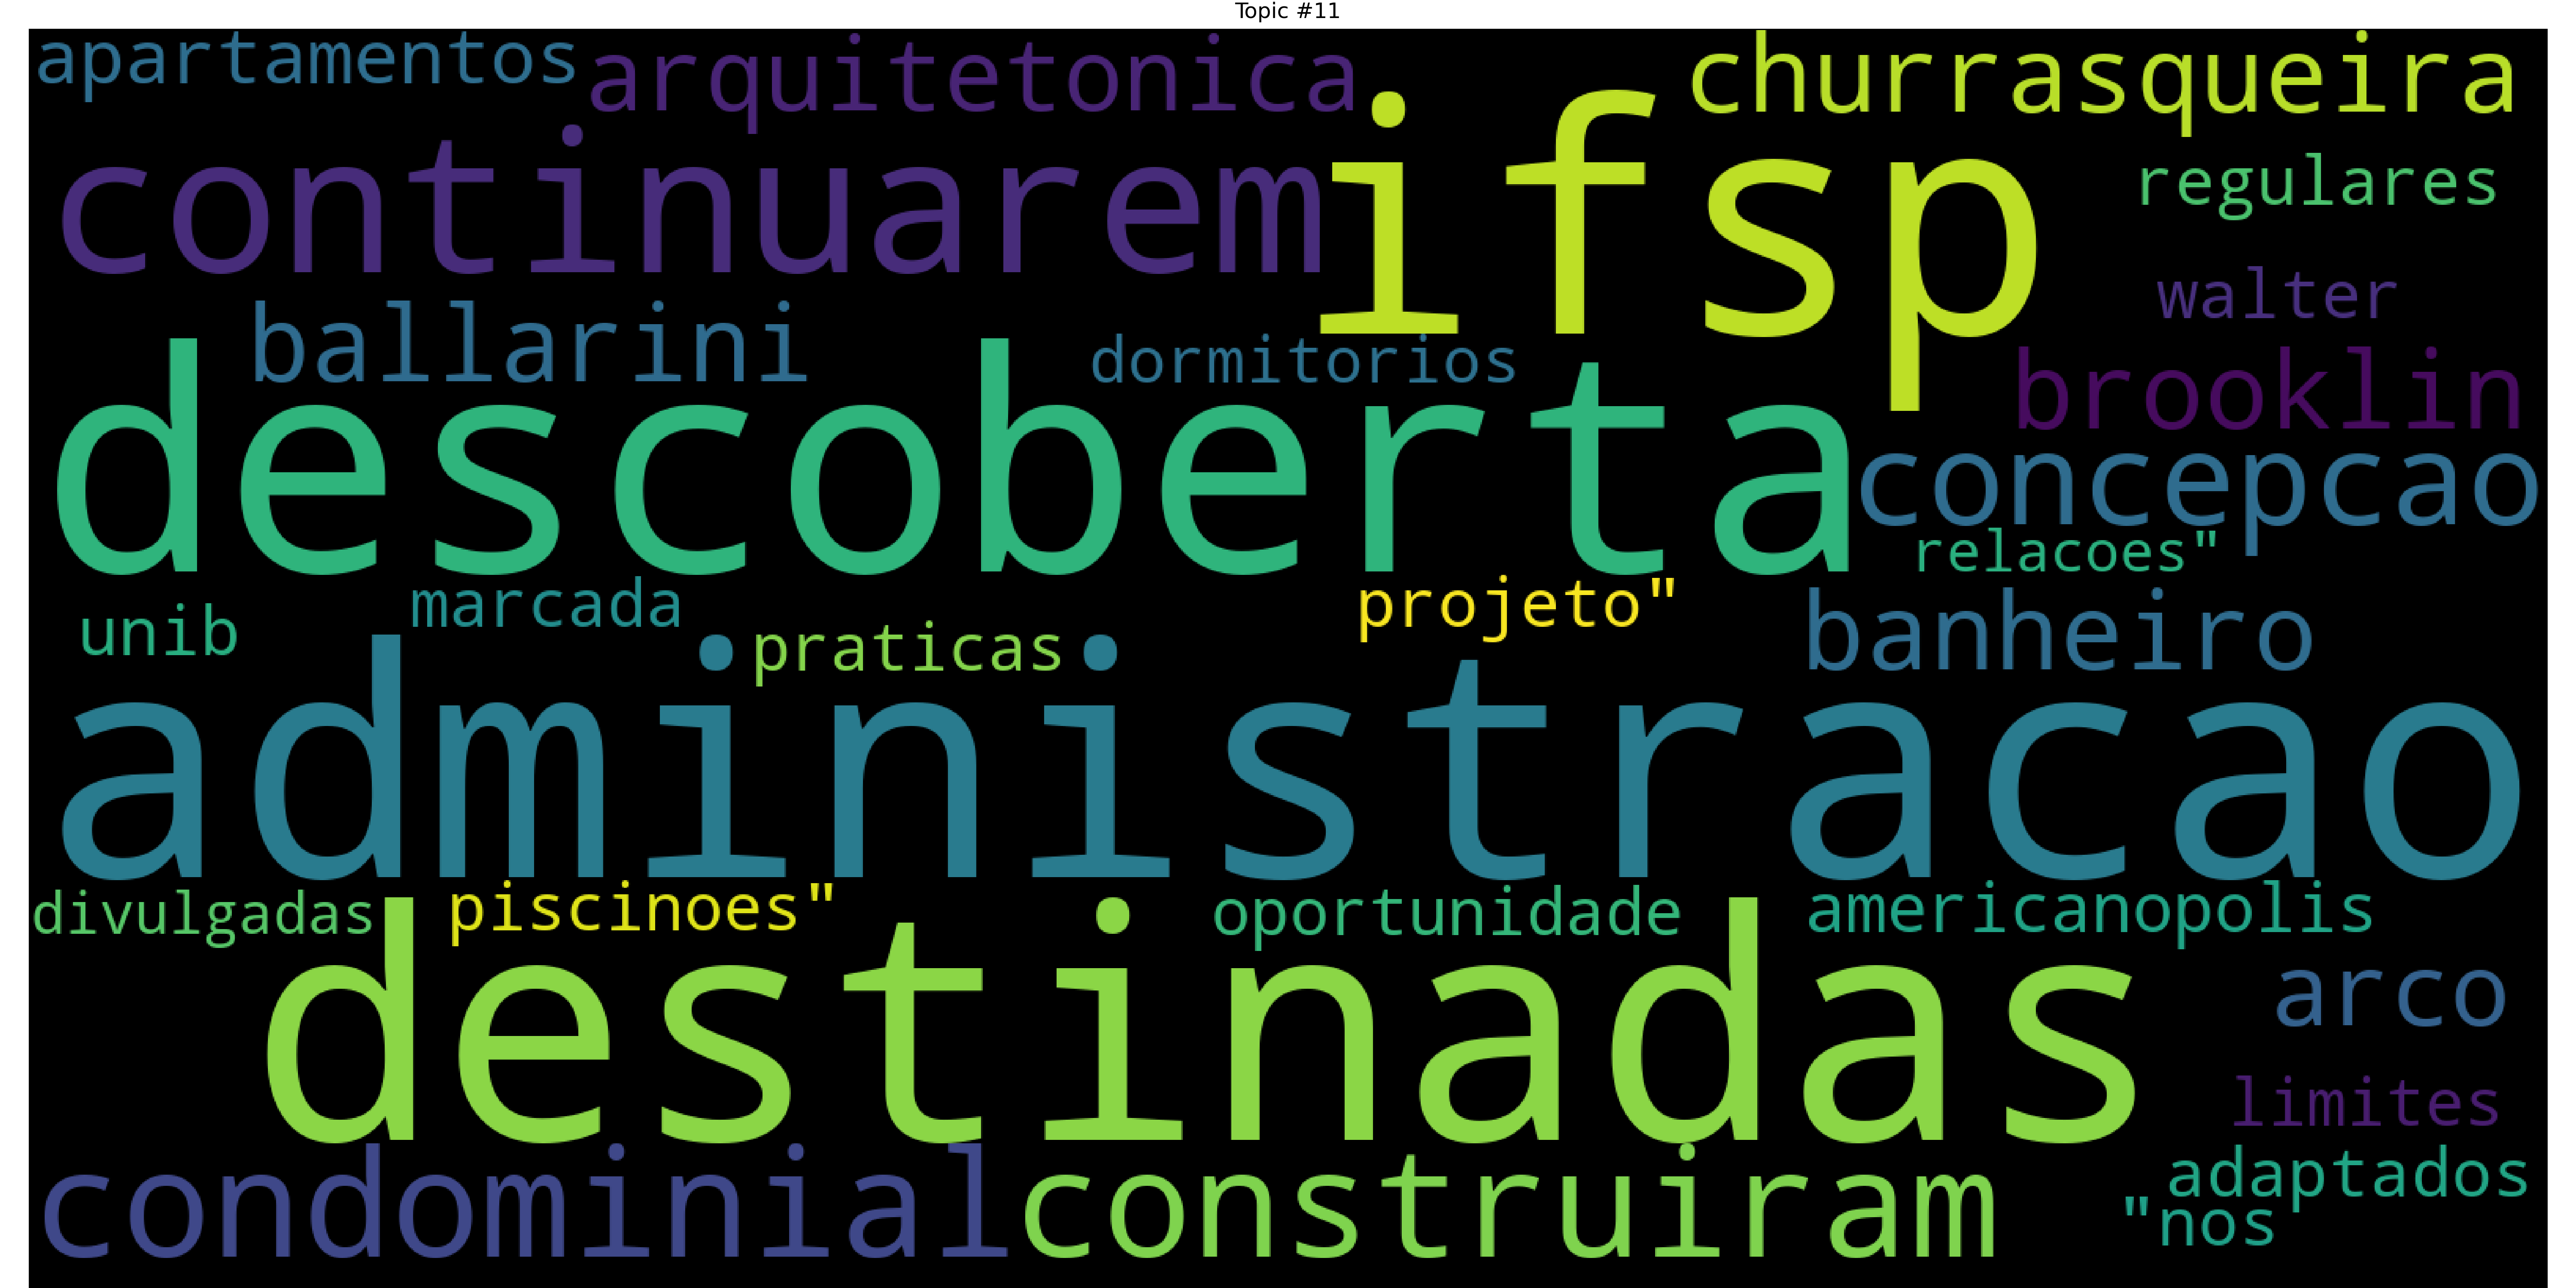 Topic #11
apartamentos arquitetonica churrasqueira
continuarem ifsp regulares
walter
ballarini dormitorios brooklin
descoberta concepcao
relacoes"
unib marcada praticas projeto" banheiro
administracao
divulgadas piscinoes" oportunidade americanopolis
destinadas arco
limites
condominial construiram adaptados
"nos